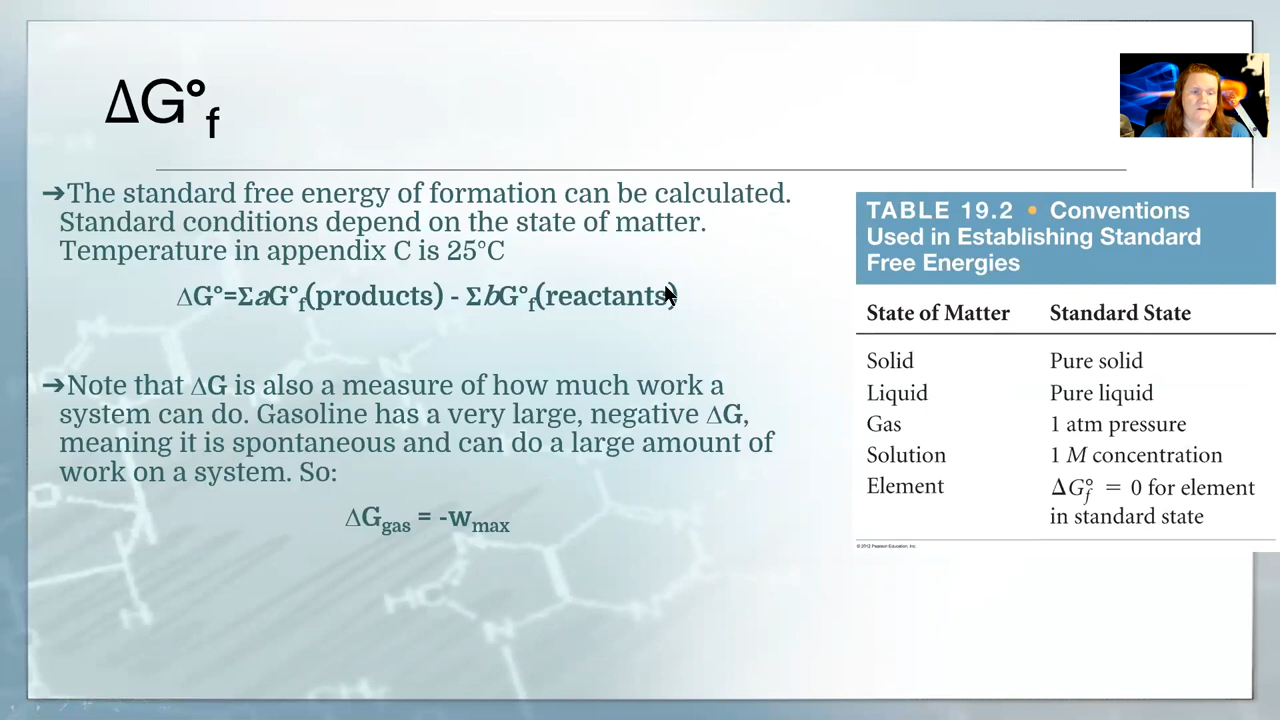 ΔG°f
➔The standard free energy of formation can be calculated.
Standard conditions depend on the state of matter.
Temperature in appendix C is 25°C
ΔG°=ΣaG°f(products) - ΣbG°f(reactants)
➔Note that ΔG is also a measure of how much work a
system can do. Gasoline has a very large, negative ΔG,
meaning it is spontaneous and can do a large amount of
work on a system. So:
ΔGgas = -wmax
TABLE 19.2 • Conventions
Used in Establishing Standard
Free Energies
State of Matter Standard State
Solid Pure solid
Liquid Pure liquid
Gas 1 atm pressure
Solution 1 M concentration
Element ΔG°f = 0 for element
in standard state
© 2012 Pearson Education, Inc.
HC
N
N
N
H
O